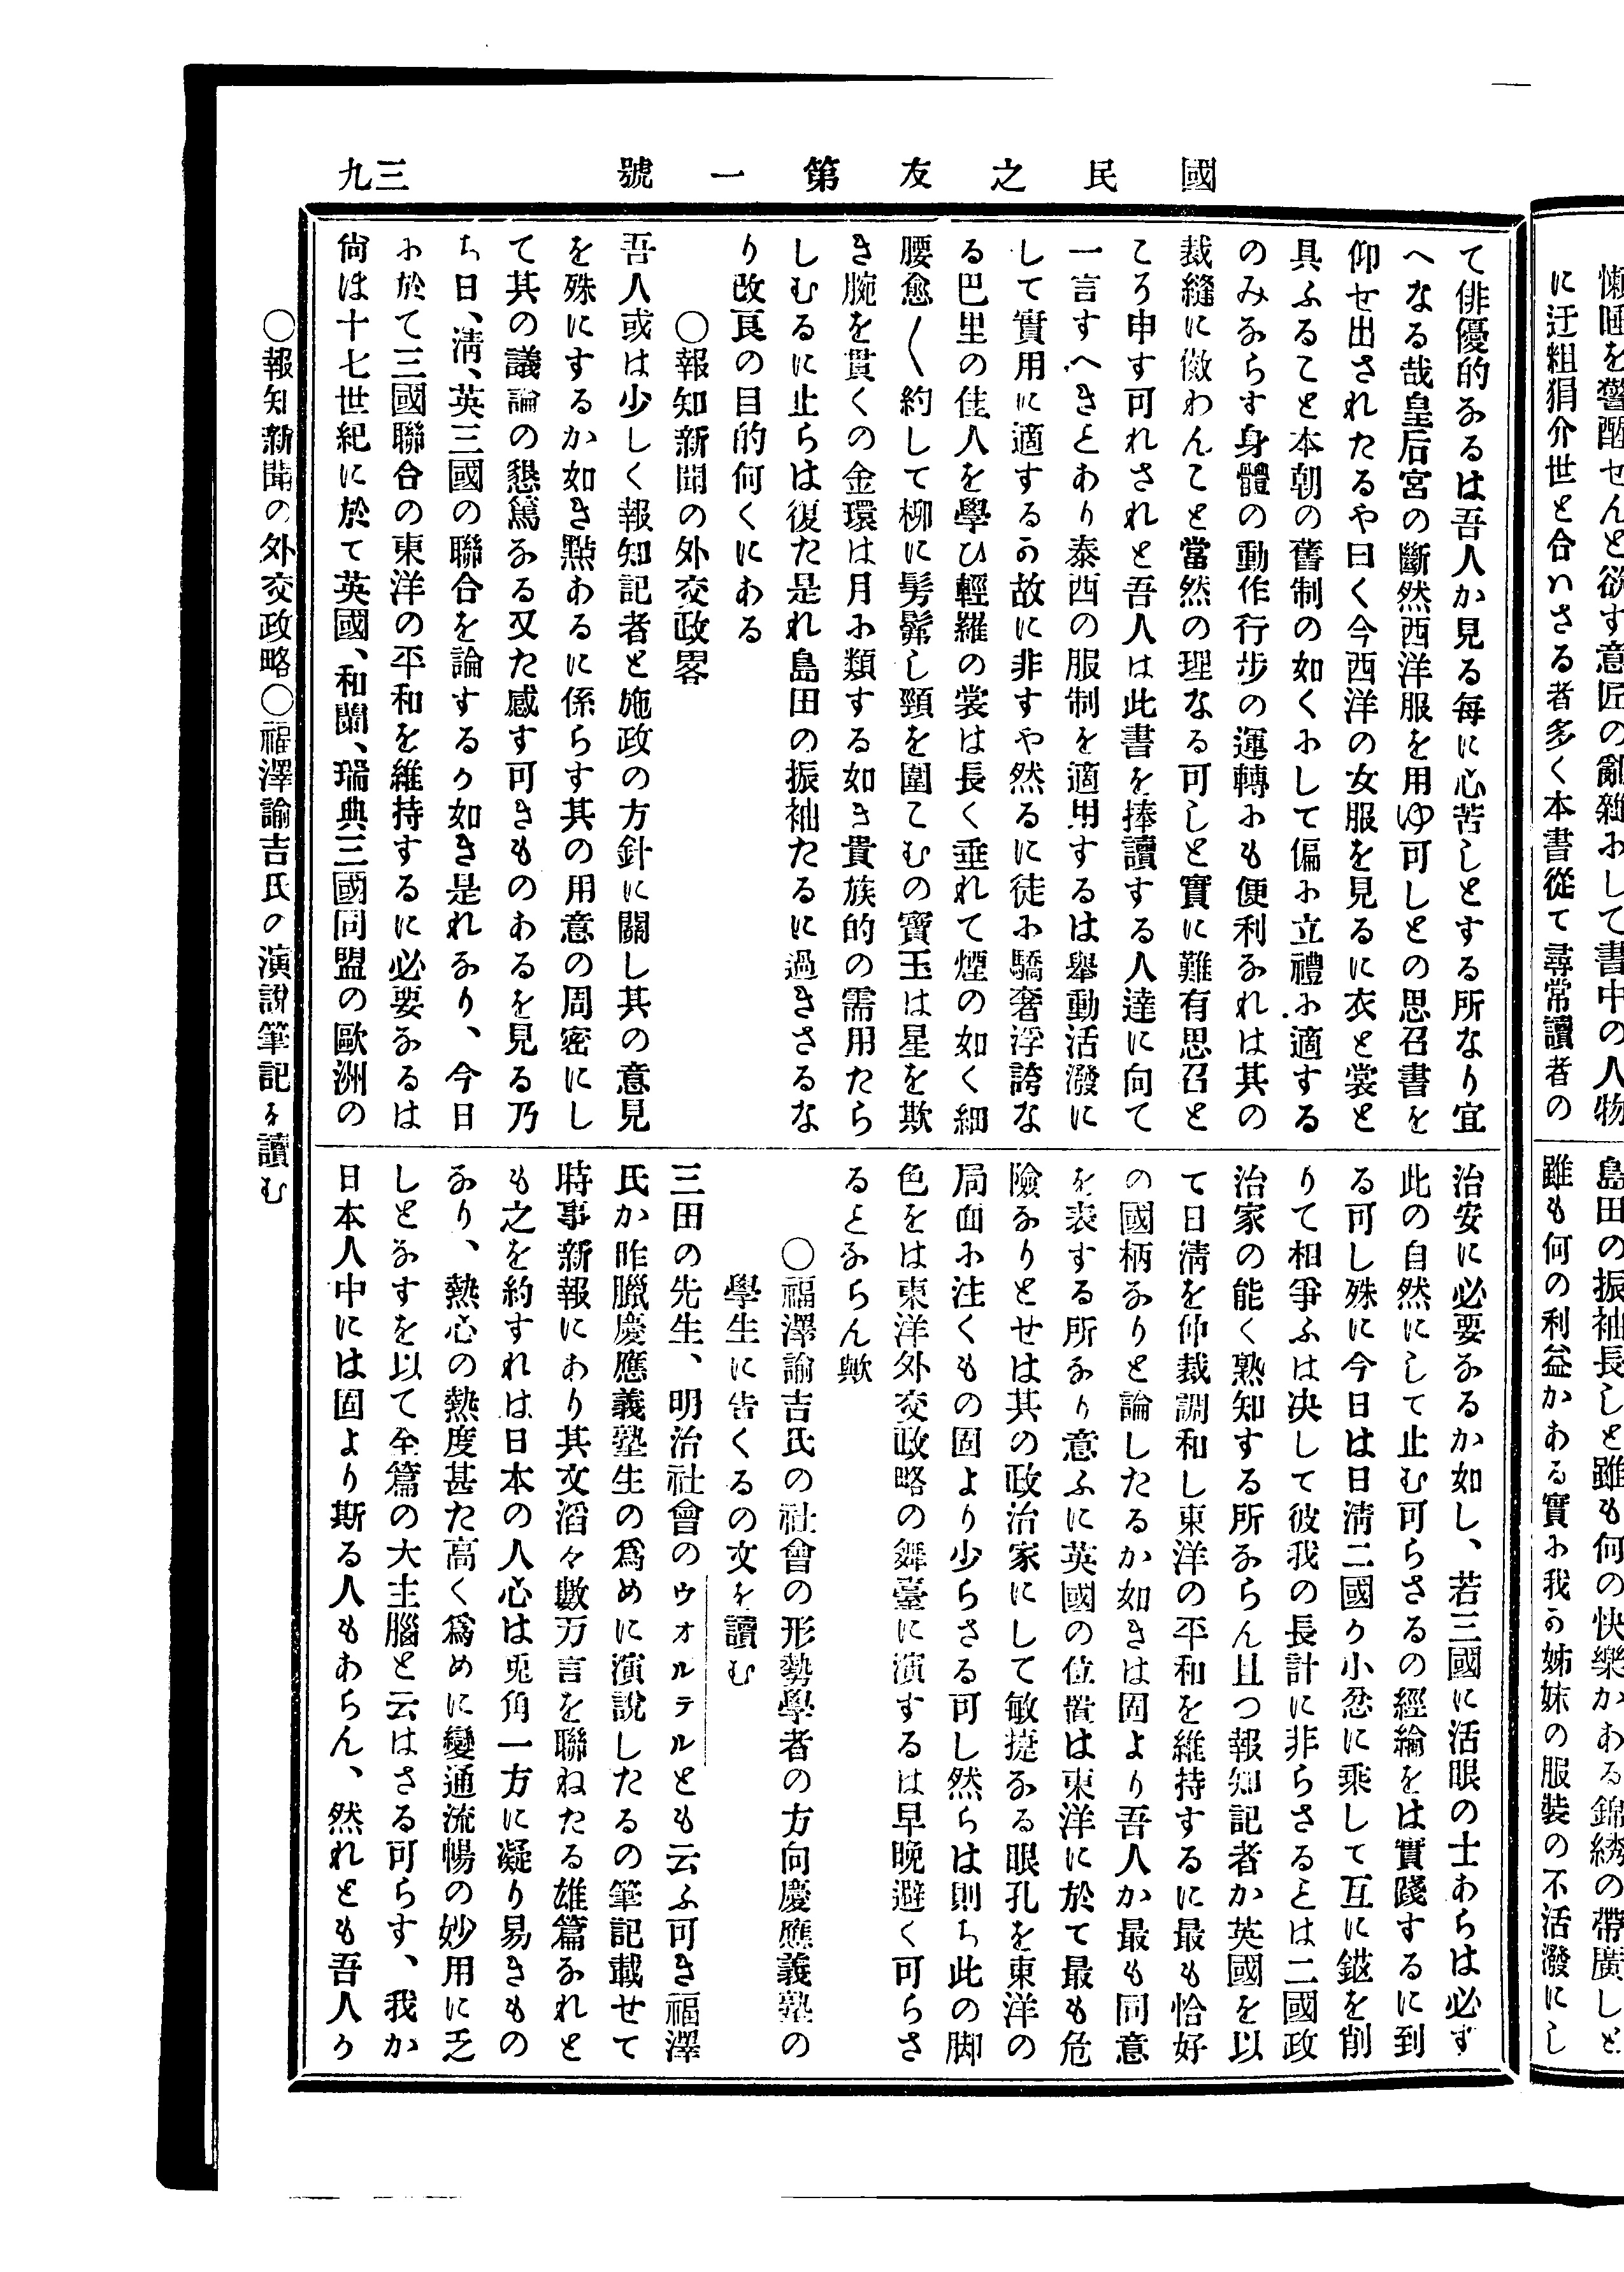 國民之友第一號
三九
懶睡を警醒せんと欲す意匠の亂雜にして書中の人物
に迂粗狷介世と合ハさる者多く本書從て尋常讀者の
島田の振袖長しと雖も何の快樂かある錦綉の帶廣しと
雖も何の利益かある實に我か姊妹の服裝の不活潑にし
て俳優的なるは吾人か見る毎に心苦しとする所なり宜
へなる哉皇后宮の斷然西洋服を用ゆ可しとの思召書を
仰せ出されたるや曰く今西洋の女服を見るに衣と裳と
具ふること本朝の舊制の如くにして偏に立禮に適する
のみならす身體の動作行步の運轉にも便利なれは其の
裁縫に傚わんこと當然の理なる可しと實に難有思召と
ころ申す可れされと吾人は此書を捧讀する人達に向て
一言すへきとあり泰西の服制を適用するは舉動活潑に
して實用に適するか故に非すや然るに徒に驕奢浮誇な
る巴里の佳人を學ひ輕羅の裳は長く垂れて煙の如く細
腰愈〱約して柳に髣髴し頸を圍こむの寶玉は星を欺
き腕を貫くの金環は月に類する如き貴族的の需用たら
しむるに止らは復た是れ島田の振袖たるに過きさるな
り改良の目的何くにある
〇報知新聞の外交政畧
吾人或は少しく報知記者と施政の方針に關し其の意見
を殊にするか如き點あるに係らす其の用意の周密にし
て其の議論の懇篤なる又た感す可きものあるを見る乃
ち日、淸、英三國の聯合を論するか如き是れなり、今日
に於て三國聯合の東洋の平和を維持するに必要なるは
尙は十七世紀に於て英國、和蘭、瑞典三國同盟の歐洲の
治安に必要なるか如し、若三國に活眼の士あらは必ず
此の自然にして止む可らさるの經綸をは實踐するに到
る可し殊に今日は日淸二國か小忿に乘して互に鎰を削
りて相爭ふは決して彼我の長計に非らさるとは二國政
治家の能く熟知する所ならん且つ報知記者か英國を以
て日淸を仲裁調和し東洋の平和を維持するに最も恰好
の國柄なりと論したるか如きは固より吾人か最も同意
を表する所なり意ふに英國の位置は東洋に於て最も危
險なりとせは其の政治家にして敏捷なる眼孔を東洋の
局面に注くもの固より少らさる可し然らは則ち此の脚
色をは東洋外交政略の舞臺に演するは早晚避く可らさ
るとならん歟
〇福澤諭吉氏の社會の形勢學者の方向慶應義塾の
學生に告くるの文を讀む
三田の先生、明治社會のウォルテルとも云ふ可き福澤
氏か昨臘慶應義塾生の爲めに演說したるの筆記載せて
時事新報にあり其文滔々數万言を聯ねたる雄篇なれと
も之を約すれは日本の人心は兎角一方に凝り易きもの
なり、熱心の熱度甚た高く爲めに變通流暢の妙用に乏
しとなすを以て全篇の大主腦と云はさる可らす、我か
日本人中には固より斯る人もあらん、然れとも吾人か
〇報知新聞の外交政略〇福澤諭吉氏の演說筆記を讀む